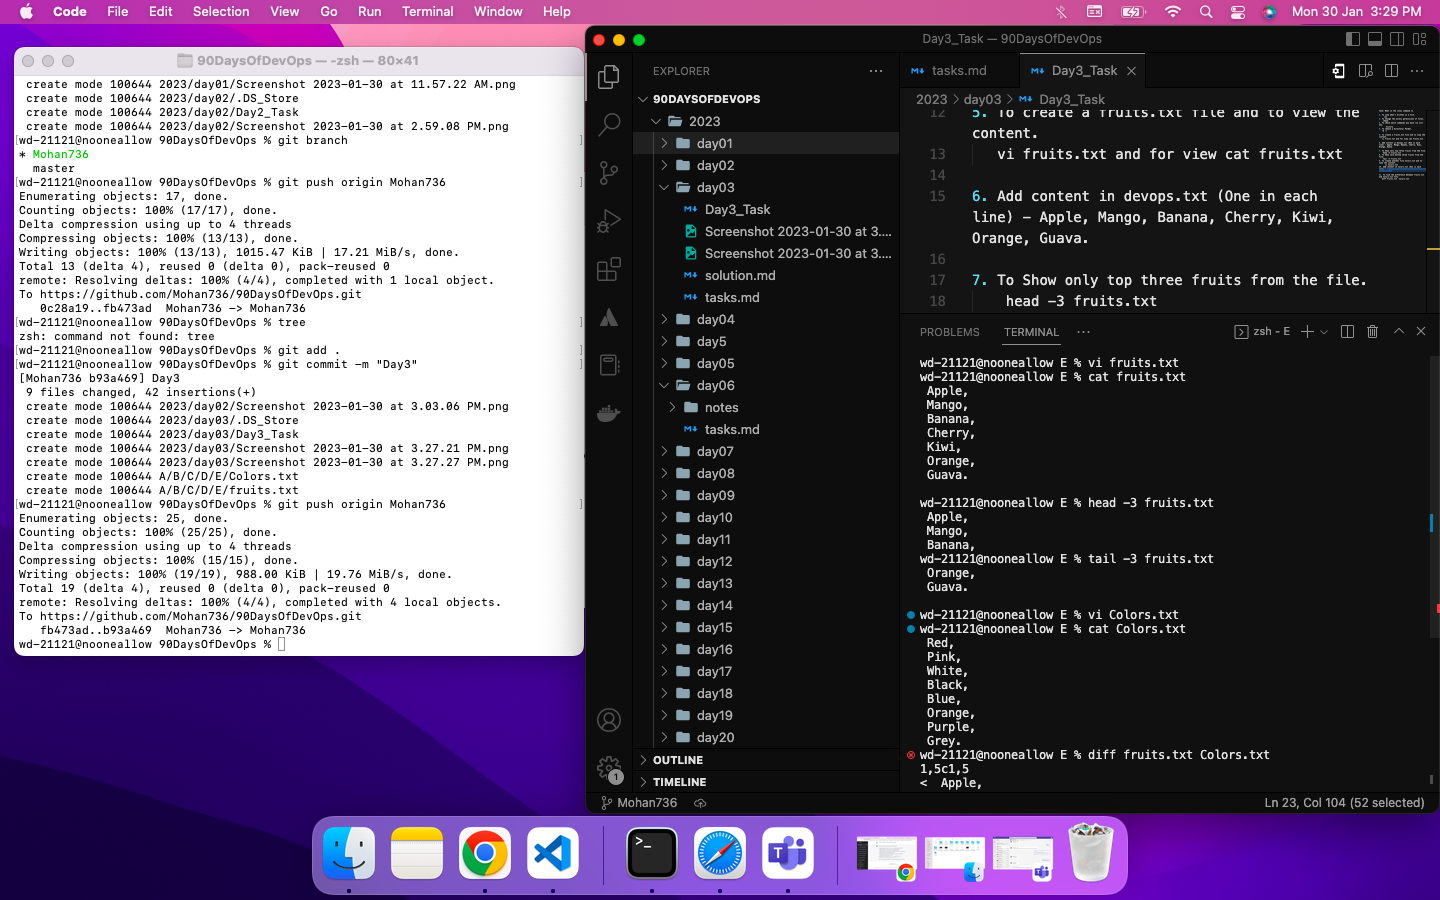 Code File Edit Selection View Go Run Terminal Window Help Mon 30 Jan 3:29 PM
90DaysOfDevOps — -zsh — 80×41
create mode 100644 2023/day01/Screenshot 2023-01-30 at 11.57.22 AM.png
create mode 100644 2023/day02/.DS_Store
create mode 100644 2023/day02/Day2_Task
create mode 100644 2023/day02/Screenshot 2023-01-30 at 2.59.08 PM.png
[wd-21121@nooneallow 90DaysOfDevOps % git branch ]
* Mohan736
master
[wd-21121@nooneallow 90DaysOfDevOps % git push origin Mohan736 ]
Enumerating objects: 17, done.
Counting objects: 100% (17/17), done.
Delta compression using up to 4 threads
Compressing objects: 100% (13/13), done.
Writing objects: 100% (13/13), 1015.47 KiB | 17.21 MiB/s, done.
Total 13 (delta 4), reused 0 (delta 0), pack-reused 0
remote: Resolving deltas: 100% (4/4), completed with 1 local object.
To https://github.com/Mohan736/90DaysOfDevOps.git
0c28a19..fb473ad Mohan736 -> Mohan736
[wd-21121@nooneallow 90DaysOfDevOps % tree ]
zsh: command not found: tree
[wd-21121@nooneallow 90DaysOfDevOps % git add . ]
[wd-21121@nooneallow 90DaysOfDevOps % git commit -m "Day3" ]
[Mohan736 b93a469] Day3
9 files changed, 42 insertions(+)
create mode 100644 2023/day02/Screenshot 2023-01-30 at 3.03.06 PM.png
create mode 100644 2023/day03/.DS_Store
create mode 100644 2023/day03/Day3_Task
create mode 100644 2023/day03/Screenshot 2023-01-30 at 3.27.21 PM.png
create mode 100644 2023/day03/Screenshot 2023-01-30 at 3.27.27 PM.png
create mode 100644 A/B/C/D/E/Colors.txt
create mode 100644 A/B/C/D/E/fruits.txt
[wd-21121@nooneallow 90DaysOfDevOps % git push origin Mohan736 ]
Enumerating objects: 25, done.
Counting objects: 100% (25/25), done.
Delta compression using up to 4 threads
Compressing objects: 100% (15/15), done.
Writing objects: 100% (19/19), 988.00 KiB | 19.76 MiB/s, done.
Total 19 (delta 4), reused 0 (delta 0), pack-reused 0
remote: Resolving deltas: 100% (4/4), completed with 4 local objects.
To https://github.com/Mohan736/90DaysOfDevOps.git
fb473ad..b93a469 Mohan736 -> Mohan736
wd-21121@nooneallow 90DaysOfDevOps %
Day3_Task — 90DaysOfDevOps
EXPLORER
90DAYSOFDEVOPS
2023
day01
day02
day03
Day3_Task
Screenshot 2023-01-30 at 3....
Screenshot 2023-01-30 at 3....
solution.md
tasks.md
day04
day5
day05
day06
notes
tasks.md
day07
day08
day09
day10
day11
day12
day13
day14
day15
day16
day17
day18
day19
day20
OUTLINE
TIMELINE
tasks.md Day3_Task
2023 > day03 > Day3_Task
12 5. To create a fruits.txt file and to view the
content.
13 vi fruits.txt and for view cat fruits.txt
14
15 6. Add content in devops.txt (One in each
line) - Apple, Mango, Banana, Cherry, Kiwi,
Orange, Guava.
16
17 7. To Show only top three fruits from the file.
18 head -3 fruits.txt
PROBLEMS TERMINAL zsh - E
wd-21121@nooneallow E % vi fruits.txt
wd-21121@nooneallow E % cat fruits.txt
Apple,
Mango,
Banana,
Cherry,
Kiwi,
Orange,
Guava.
wd-21121@nooneallow E % head -3 fruits.txt
Apple,
Mango,
Banana,
wd-21121@nooneallow E % tail -3 fruits.txt
Orange,
Guava.
wd-21121@nooneallow E % vi Colors.txt
wd-21121@nooneallow E % cat Colors.txt
Red,
Pink,
White,
Black,
Blue,
Orange,
Purple,
Grey.
wd-21121@nooneallow E % diff fruits.txt Colors.txt
1,5c1,5
< Apple,
1
Mohan736 Ln 23, Col 104 (52 selected)